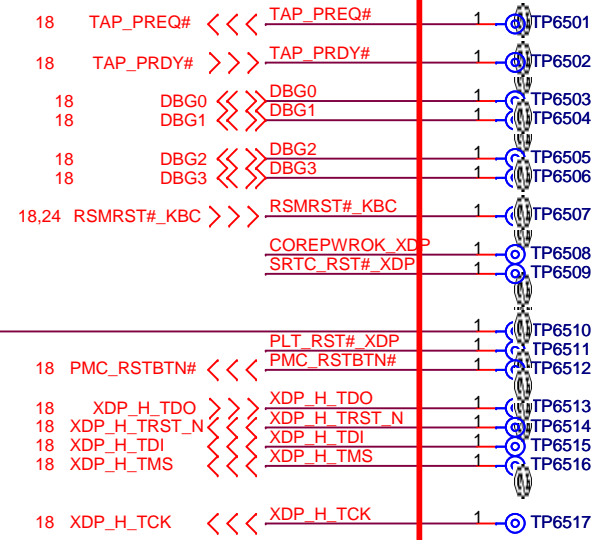 18 TAP_PREQ# TAP_PREQ# 1 TP6501
18 TAP_PRDY# TAP_PRDY# 1 TP6502
18 DBG0 DBG0 1 TP6503
18 DBG1 DBG1 1 TP6504
18 DBG2 DBG2 1 TP6505
18 DBG3 DBG3 1 TP6506
18,24 RSMRST#_KBC RSMRST#_KBC 1 TP6507
COREPWROK_XDP 1 TP6508
SRTC_RST#_XDP 1 TP6509
1 TP6510
PLT_RST#_XDP 1 TP6511
18 PMC_RSTBTN# PMC_RSTBTN# 1 TP6512
18 XDP_H_TDO XDP_H_TDO 1 TP6513
18 XDP_H_TRST_N XDP_H_TRST_N 1 TP6514
18 XDP_H_TDI XDP_H_TDI 1 TP6515
18 XDP_H_TMS XDP_H_TMS 1 TP6516
18 XDP_H_TCK XDP_H_TCK 1 TP6517